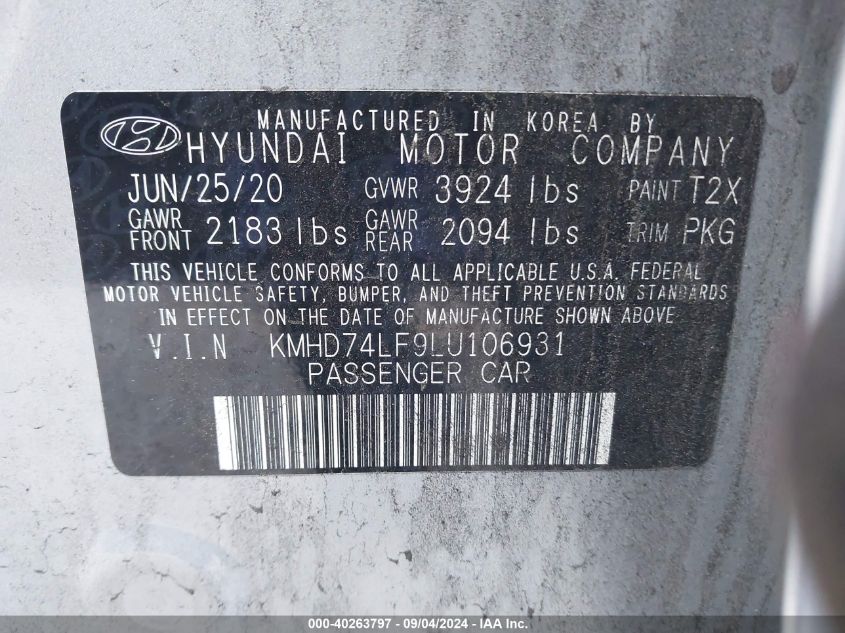 MANUFACTURED IN KOREA BY
HYUNDAI MOTOR COMPANY
JUN/25/20 GVWR 3924 lbs PAINT T2X
GAWR FRONT 2183 lbs GAWR REAR 2094 lbs TRIM PKG
THIS VEHICLE CONFORMS TO ALL APPLICABLE U.S.A. FEDERAL
MOTOR VEHICLE SAFETY, BUMPER, AND THEFT PREVENTION STANDARDS
IN EFFECT ON THE DATE OF MANUFACTURE SHOWN ABOVE
V.I.N KMHD74LF9LU106931
PASSENGER CAR
000-40263797 - 09/04/2024 - IAAI.com